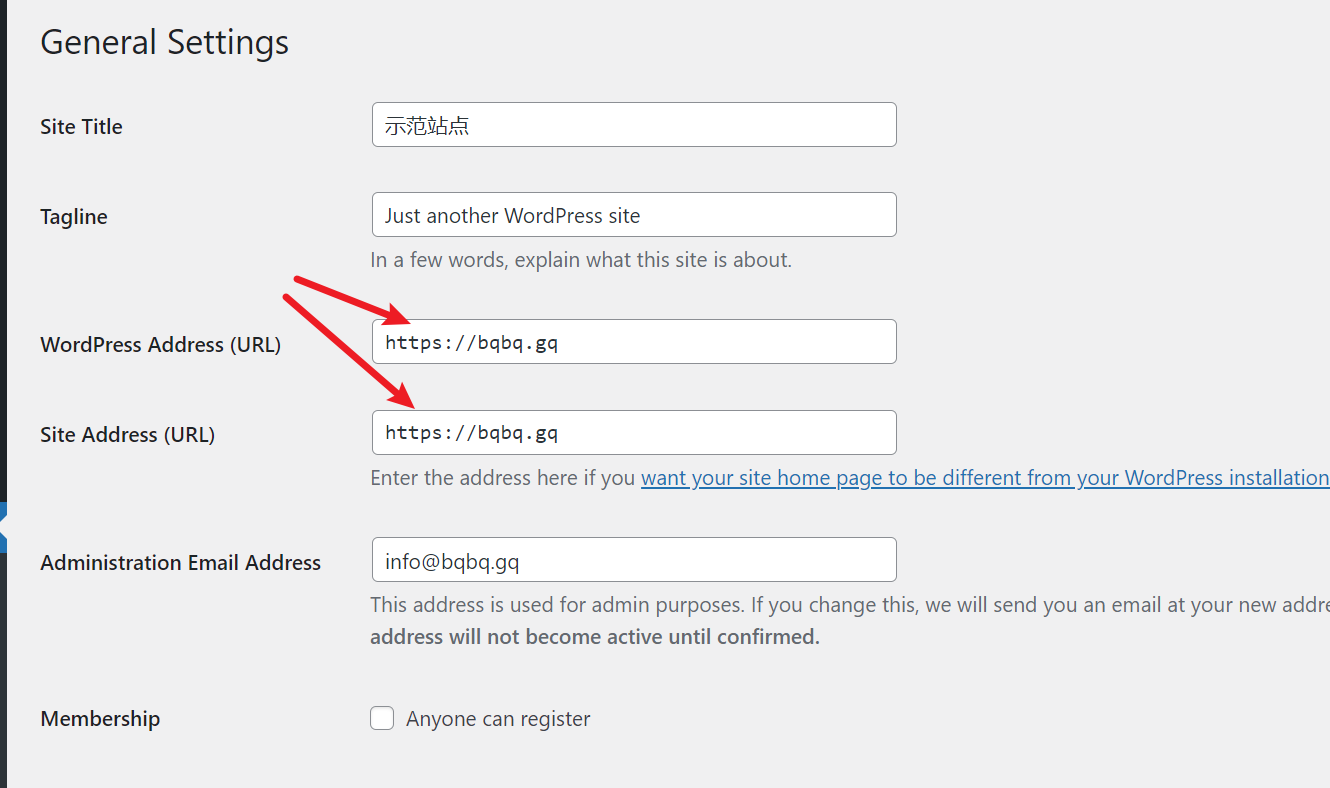 General Settings
Site Title
示范站点
Tagline
Just another WordPress site
In a few words, explain what this site is about.
WordPress Address (URL)
https://bqbq.gq
Site Address (URL)
https://bqbq.gq
Enter the address here if you want your site home page to be different from your WordPress installation
Administration Email Address
info@bqbq.gq
This address is used for admin purposes. If you change this, we will send you an email at your new
address will not become active until confirmed.
Membership
Anyone can register